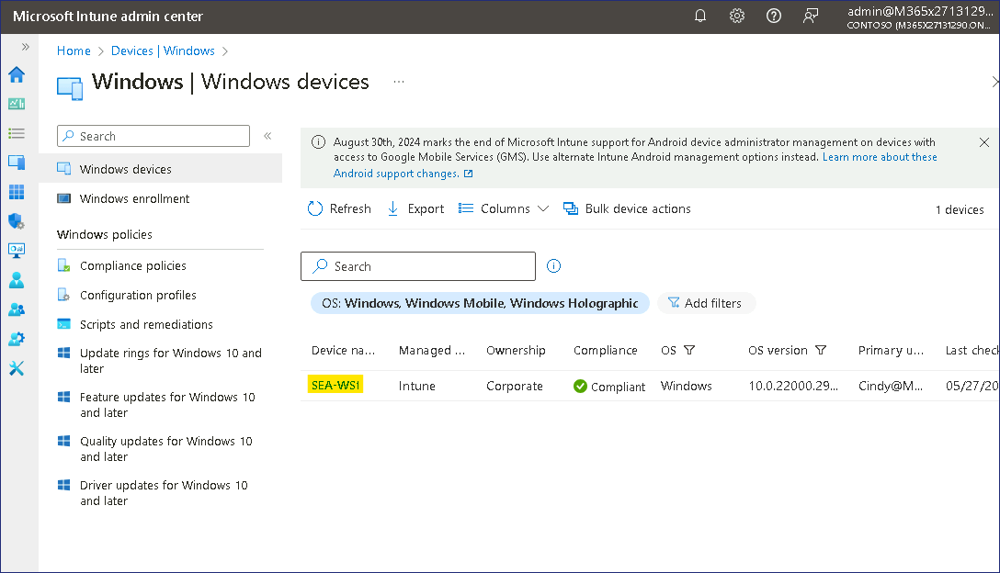 Microsoft Intune admin center
admin@M365x2713129...
CONTOSO (M365X27131290.ON...
Home > Devices | Windows >
Windows | Windows devices ...
Search
Windows devices
Windows enrollment
Windows policies
Compliance policies
Configuration profiles
Scripts and remediations
Update rings for Windows 10 and
later
Feature updates for Windows 10
and later
Quality updates for Windows 10
and later
Driver updates for Windows 10
and later
August 30th, 2024 marks the end of Microsoft Intune support for Android device administrator management on devices with
access to Google Mobile Services (GMS). Use alternate Intune Android management options instead. Learn more about these
Android support changes.
Refresh Export Columns Bulk device actions 1 devices
Search
OS: Windows, Windows Mobile, Windows Holographic Add filters
Device na... Managed ... Ownership Compliance OS OS version Primary u... Last chec
SEA-WS1 Intune Corporate Compliant Windows 10.0.22000.29... Cindy@M... 05/27/20